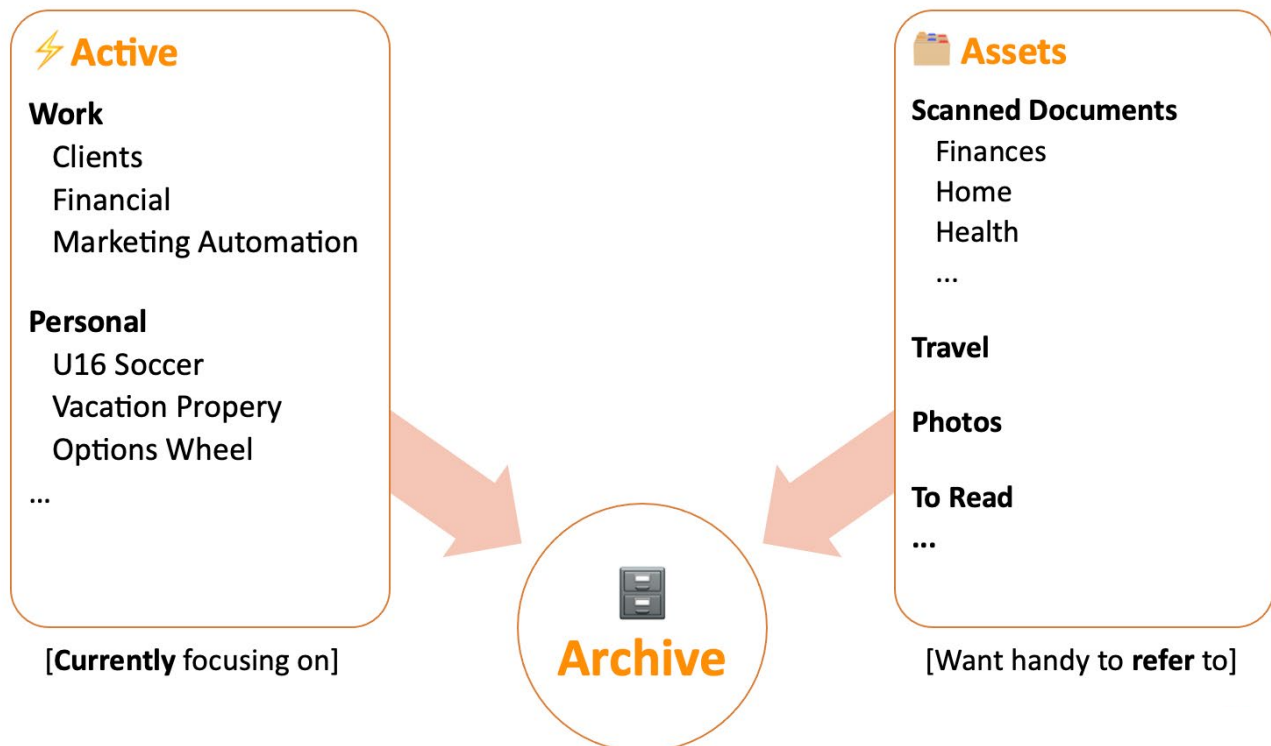 Active
Work
Clients
Financial
Marketing Automation
Personal
U16 Soccer
Vacation Propery
Options Wheel
...
[Currently focusing on]
Assets
Scanned Documents
Finances
Home
Health
...
Travel
Photos
To Read
...
[Want handy to refer to]
Archive